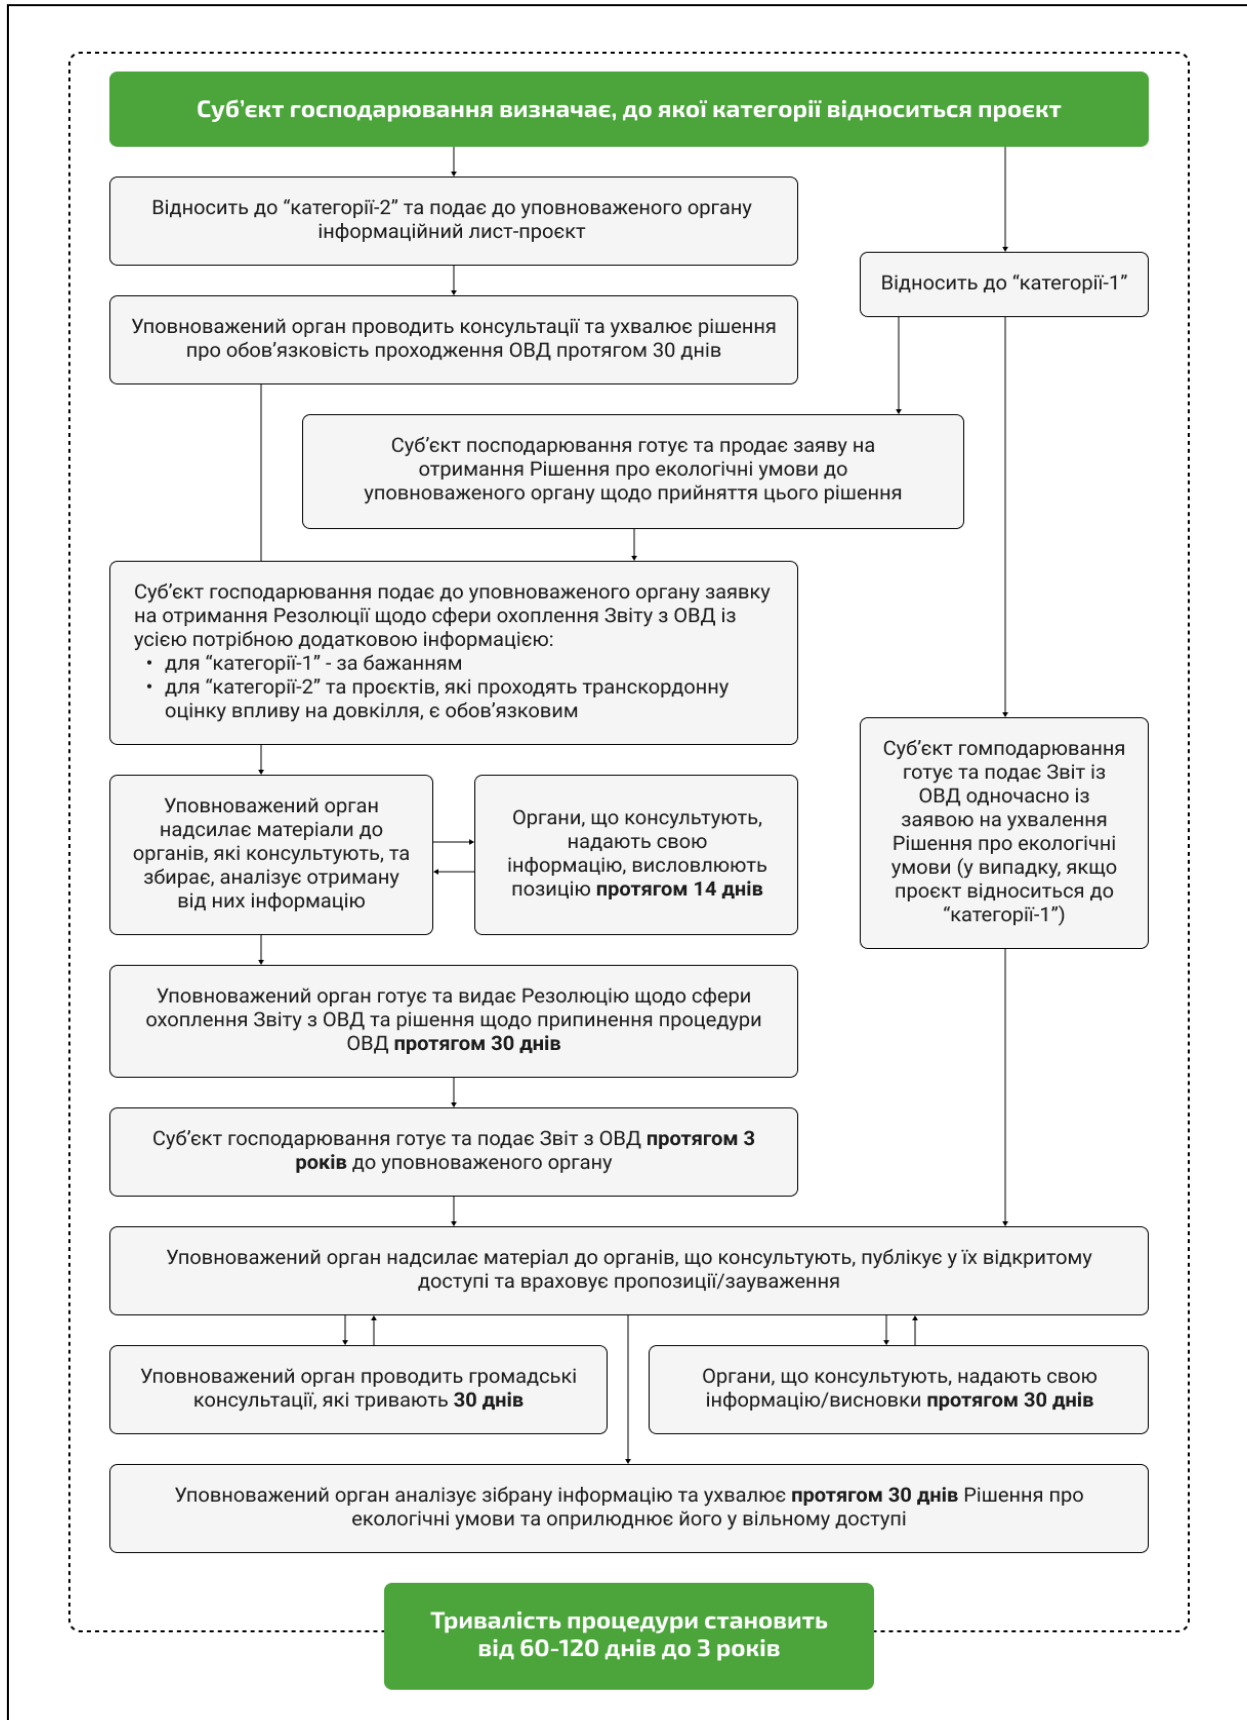 Суб’єкт господарювання визначає, до якої категорії відноситься проєкт
Відносить до “категорії-2” та подає до уповноваженого органу
інформаційний лист-проєкт
Відносить до “категорії-1”
Уповноважений орган проводить консультації та ухвалює рішення
про обов’язковість проходження ОВД протягом 30 днів
Суб’єкт посподарювання готує та продає заяву на
отримання Рішення про екологічні умови до
уповноваженого органу щодо прийняття цього рішення
Суб’єкт господарювання подає до уповноваженого органу заявку
на отримання Резолюції щодо сфери охоплення Звіту з ОВД із
усією потрібною додатковою інформацією:
• для “категорії-1” - за бажанням
• для “категорії-2” та проєктів, які проходять транскордонну
оцінку впливу на довкілля, є обов’язковим
Суб’єкт гомподарювання
готує та подає Звіт із
ОВД одночасно із
заявою на ухвалення
Рішення про екологічні
умови (у випадку, якщо
проєкт відноситься до
“категорії-1”)
Уповноважений орган
надсилає матеріали до
органів, які консультують, та
збирає, аналізує отриману
від них інформацію
Органи, що консультують,
надають свою
інформацію, висловлюють
позицію протягом 14 днів
Уповноважений орган готує та видає Резолюцію щодо сфери
охоплення Звіту з ОВД та рішення щодо припинення процедури
ОВД протягом 30 днів
Суб’єкт господарювання готує та подає Звіт з ОВД протягом 3
років до уповноваженого органу
Уповноважений орган надсилає матеріал до органів, що консультують, публікує у їх відкритому
доступі та враховує пропозиції/зауваження
Уповноважений орган проводить громадські
консультації, які тривають 30 днів
Органи, що консультують, надають свою
інформацію/висновки протягом 30 днів
Уповноважений орган аналізує зібрану інформацію та ухвалює протягом 30 днів Рішення про
екологічні умови та оприлюднює його у вільному доступі
Тривалість процедури становить
від 60-120 днів до 3 років